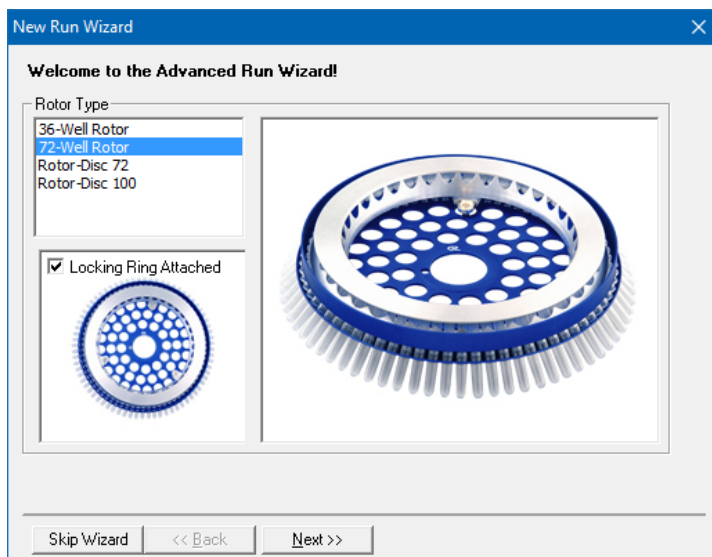 New Run Wizard
Welcome to the Advanced Run Wizard!
Rotor Type
36-Well Rotor
72-Well Rotor
Rotor-Disc 72
Rotor-Disc 100
Locking Ring Attached
Skip Wizard
<< Back
Next >>